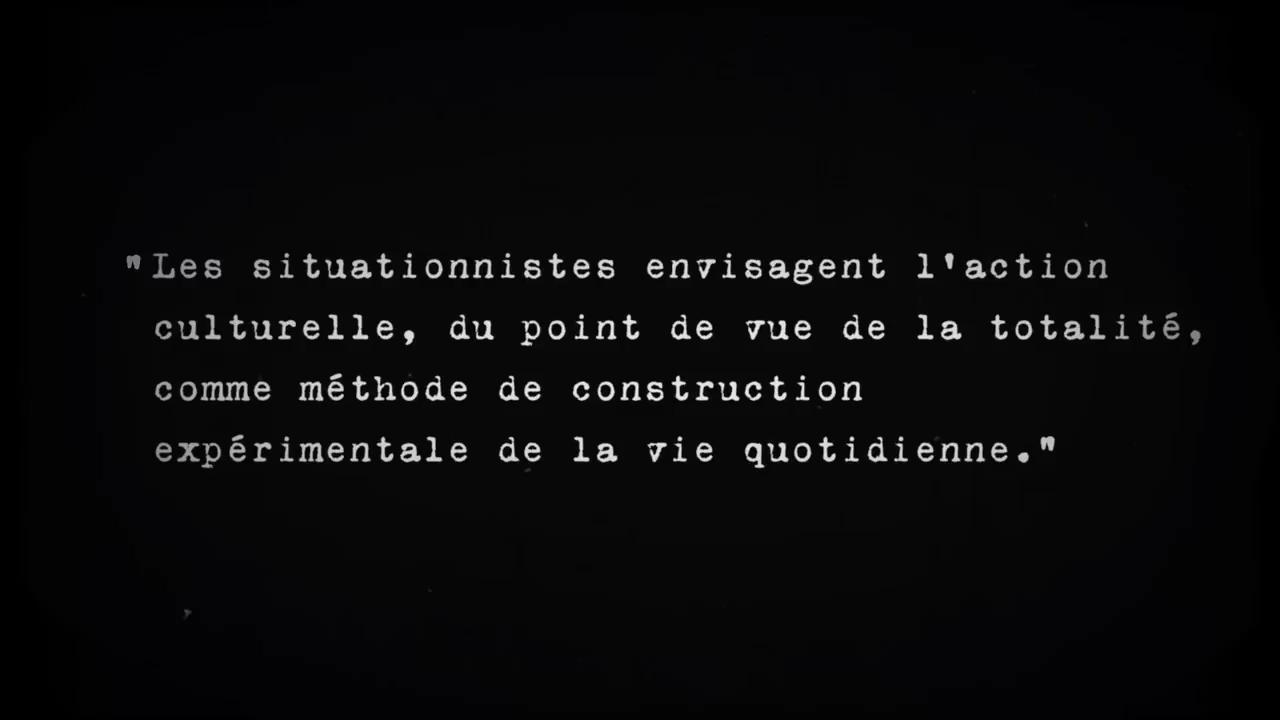 "Les situationnistes envisagent l'action
culturelle, du point de vue de la totalité,
comme méthode de construction
expérimentale de la vie quotidienne."